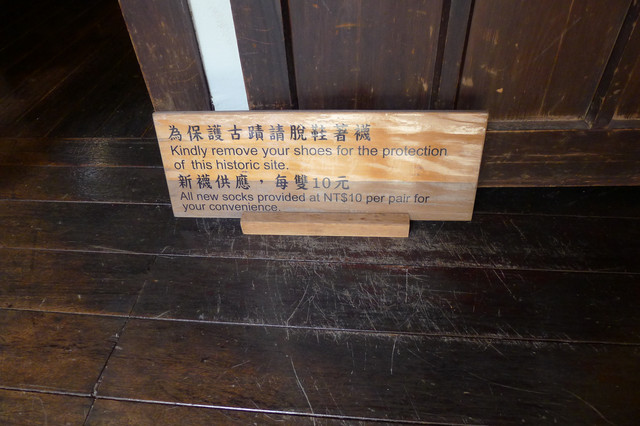 為保護古蹟請脫鞋著襪
Kindly remove your shoes for the protection
of this historic site.
新襪供應，每雙10元
All new socks provided at NT$10 per pair for
your convenience.